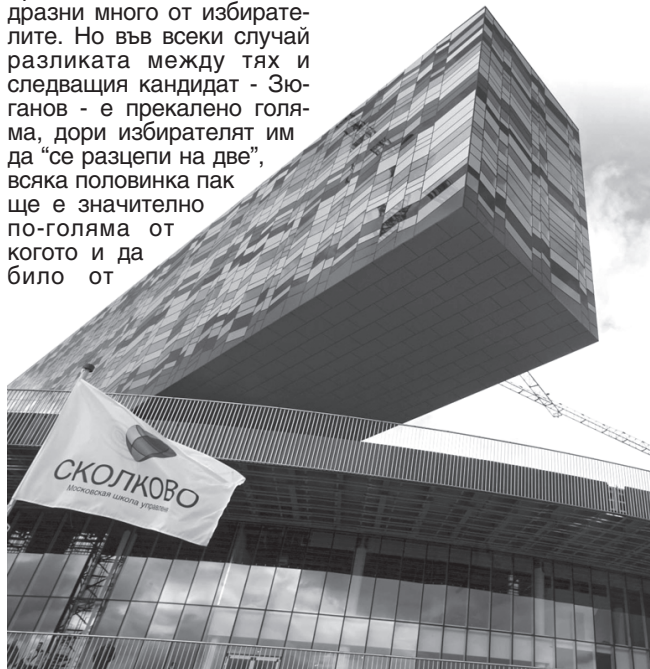 дразни много от избирате-
лите. Но във всеки случай
разликата между тях и
следващия кандидат - Зю-
ганов - е прекалено голя-
ма, дори избирателят им
да “се разцепи на две”,
всяка половинка пак
ще е значително
по-голяма от
когото и да
било от
СКОЛКОВО
Московская школа управлен